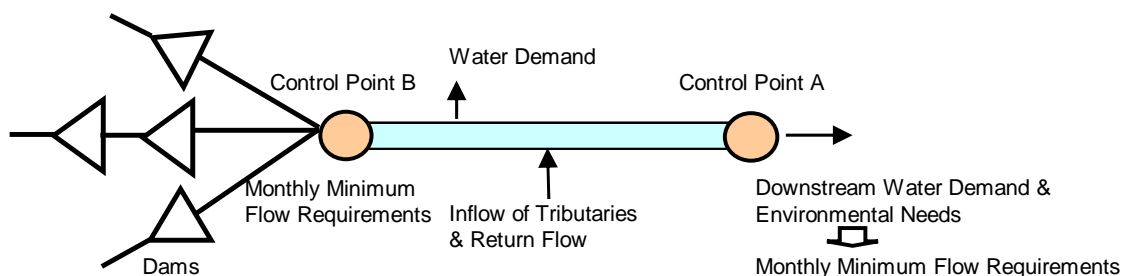 Water Demand
Control Point B
Control Point A
Monthly Minimum
Flow Requirements
Inflow of Tributaries
& Return Flow
Downstream Water Demand &
Environmental Needs
Dams
Monthly Minimum Flow Requirements